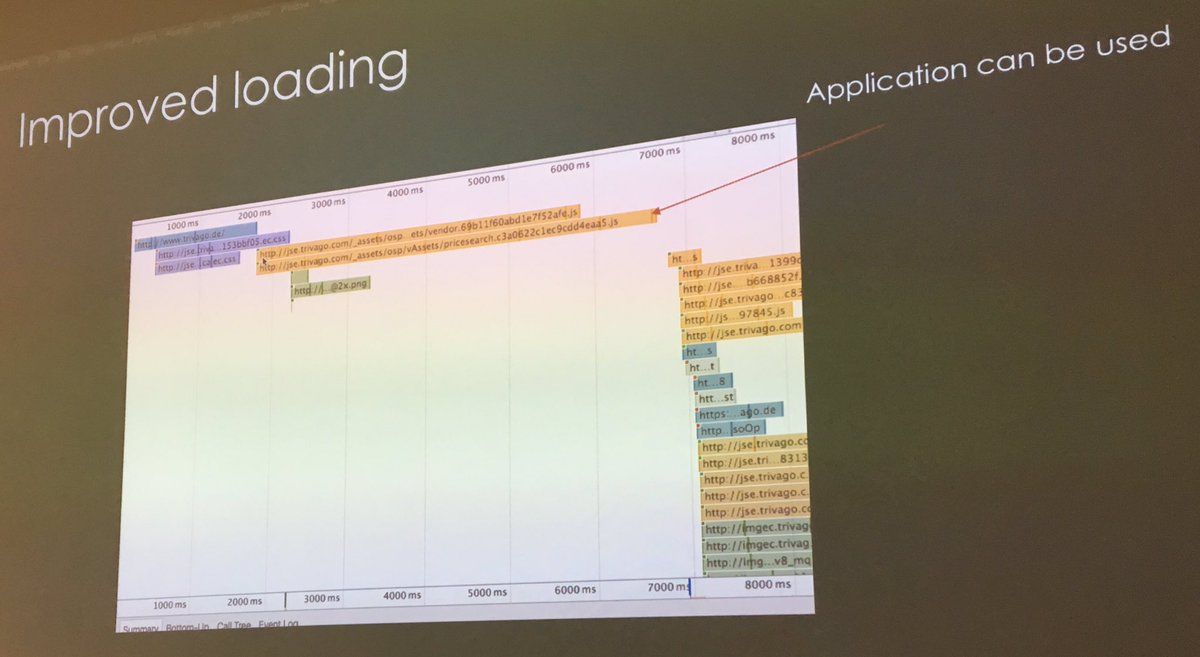 Improved loading
Application can be used
1000 ms 2000 ms 3000 ms 4000 ms 5000 ms 6000 ms 7000 ms 8000 ms
http://www.trivago.de/
http://jse.triva...153bbf05.ec.css
http://jse.
http://jse.trivago.com/_assets/osp...ets/vendor.69b11f60abd1e7f52afe.js
http://jse.trivago.com/_assets/osp/vAssets/pricesearch.c3a0622c1ec9cdd4eaa5.js
http://...@2x.png
ht...s
http://jse.triva...1399c
http://jse...b668852f
http://jse.trivago...c83
http://js...97845.js
http://jse.trivago.com
ht...s
ht...t
ht...8
htt...st
https:...ago.de
http...soOp
http://jse.trivago.co
http://jse.tri...8313
http://jse.trivago.c
http://jse.trivago.c
http://jse.trivago.co
http://imgec.trivag
http://imgec.trivag
http://img...v8_mq
1000 ms 2000 ms 3000 ms 4000 ms 5000 ms 6000 ms 7000 ms 8000 ms
Summary Bottom-Up Call Tree Event Log